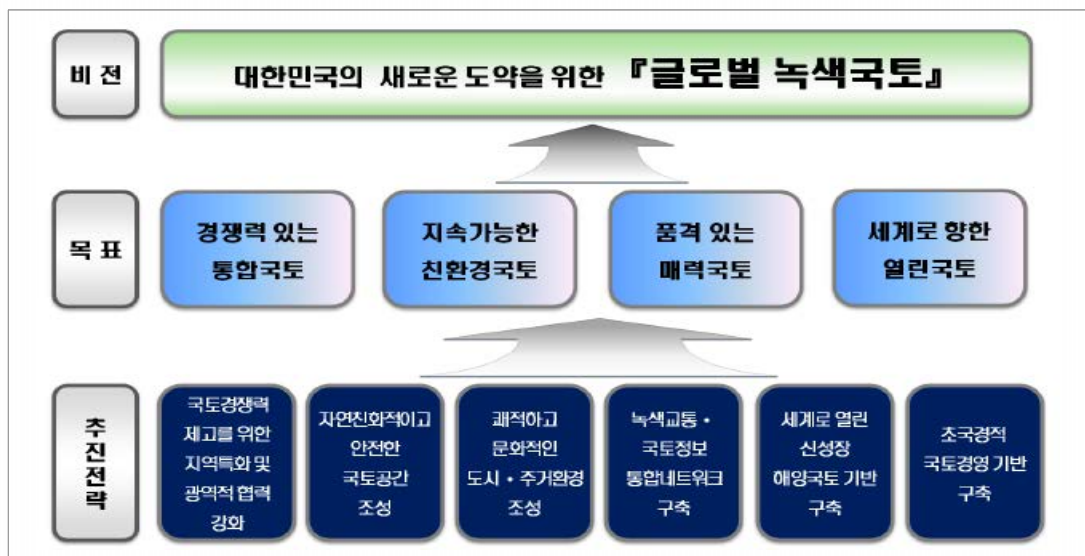 비 전
대한민국의 새로운 도약을 위한 『글로벌 녹색국토』
목 표
경쟁력 있는
통합국토
지속가능한
친환경국토
품격 있는
매력국토
세계로 향한
열린국토
추진전략
국토경쟁력
제고를 위한
지역특화 및
광역적 협력
강화
자연진화적이고
안전한
국토공간
조성
쾌적하고
문화적인
도시·주거환경
조성
녹색교통·
국토정보
통합네트워크
구축
세계로 열린
신성장
해양국토 기반
구축
초국경적
국토경영 기반
구축